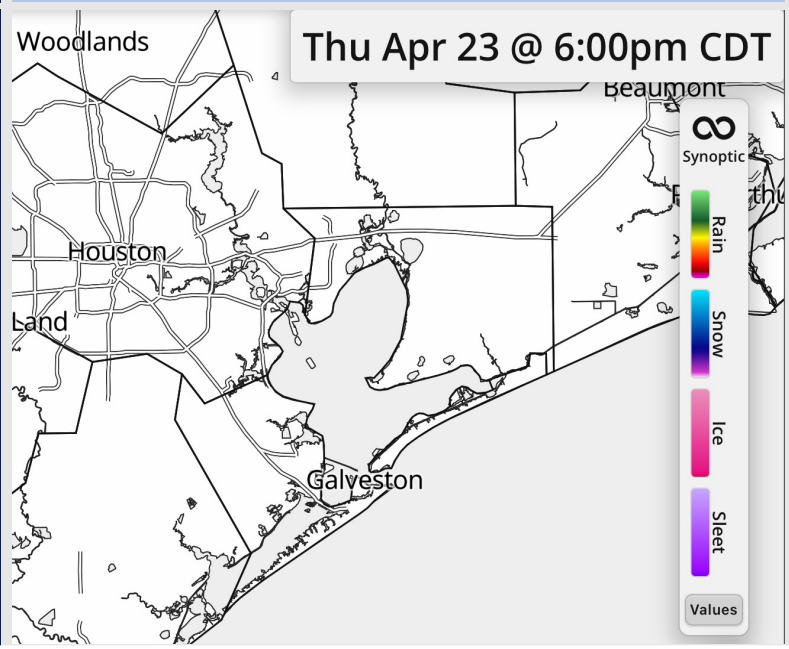 Woodlands
Thu Apr 23 @ 6:00pm CDT
Beaumont
Synoptic
Rain
Houston
Snow
Land
Ice
Galveston
Sleet
Values